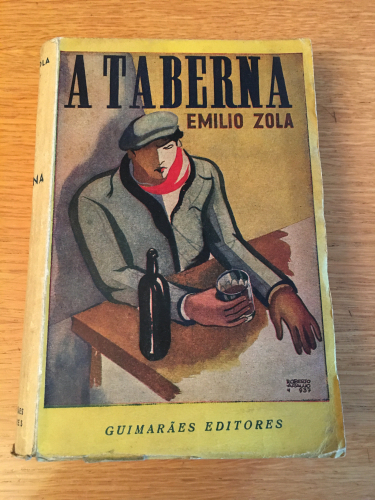 A TABERNA
EMILIO ZOLA
GUIMARÃES EDITORES